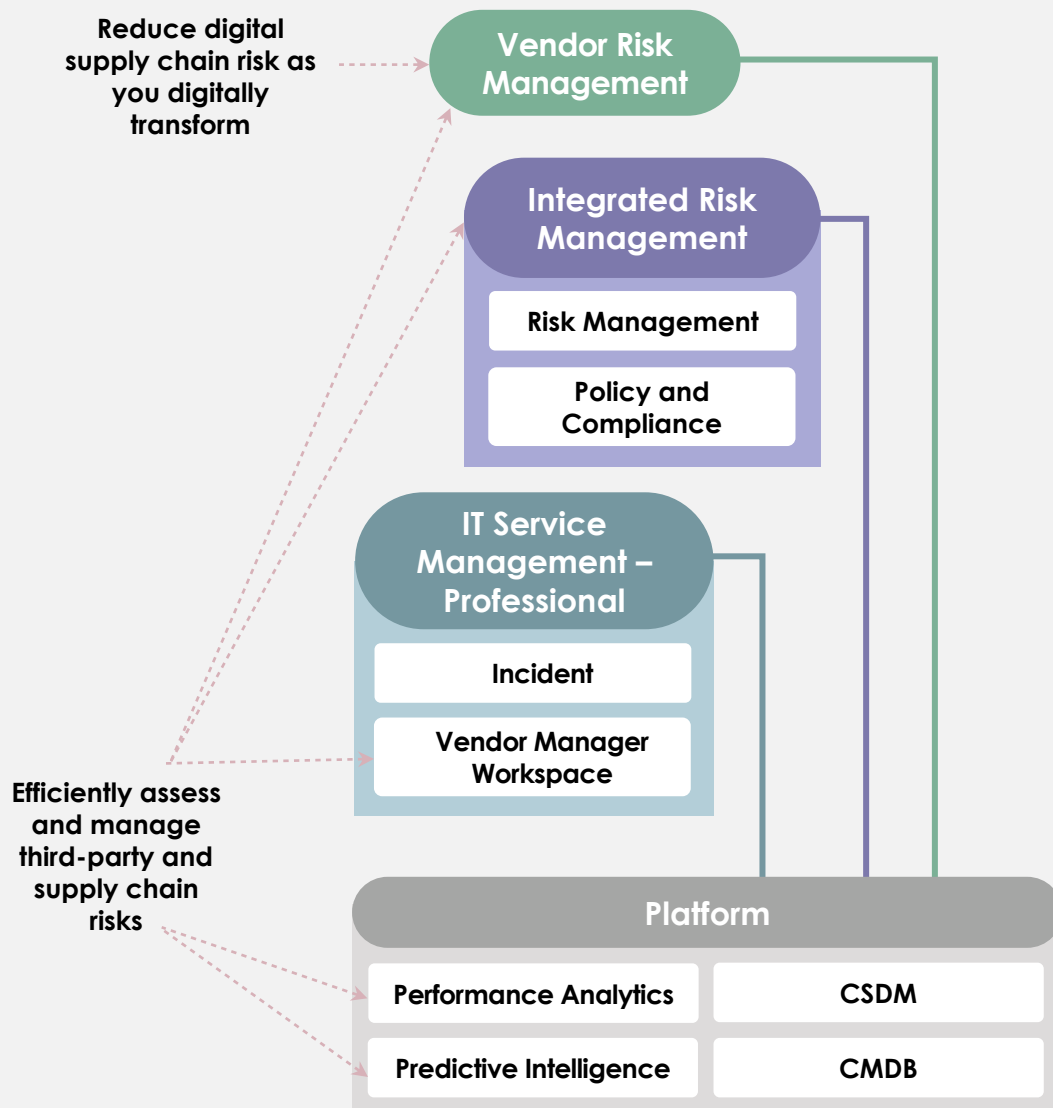 Reduce digital
supply chain risk as
you digitally
transform
Vendor Risk
Management
Integrated Risk
Management
Risk Management
Policy and
Compliance
IT Service
Management –
Professional
Incident
Vendor Manager
Workspace
Efficiently assess
and manage
third-party and
supply chain
risks
Platform
Performance Analytics
CSDM
Predictive Intelligence
CMDB